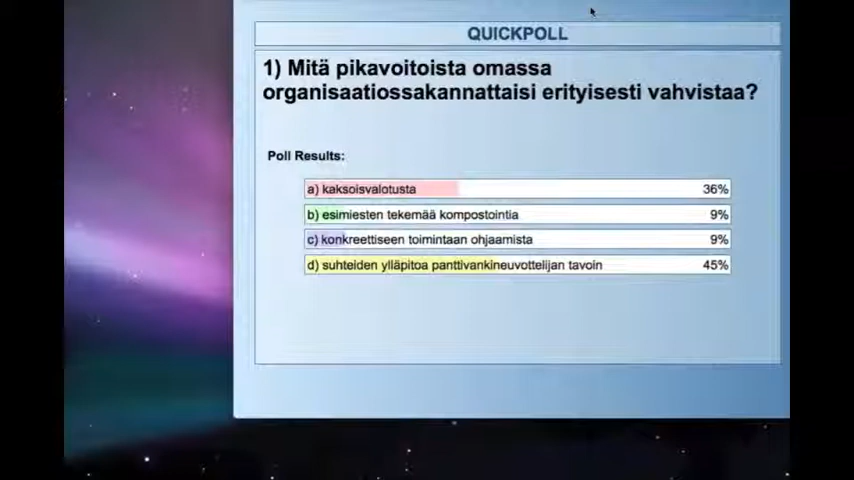 QUICKPOLL
1) Mitä pikavoitoista omassa
organisaatiossakannattaisi erityisesti vahvistaa?
Poll Results:
a) kaksoisvalotusta 36%
b) esimiesten tekemää kompostointia 9%
c) konkreettiseen toimintaan ohjaamista 9%
d) suhteiden ylläpitoa panttivankineuvottelijan tavoin 45%